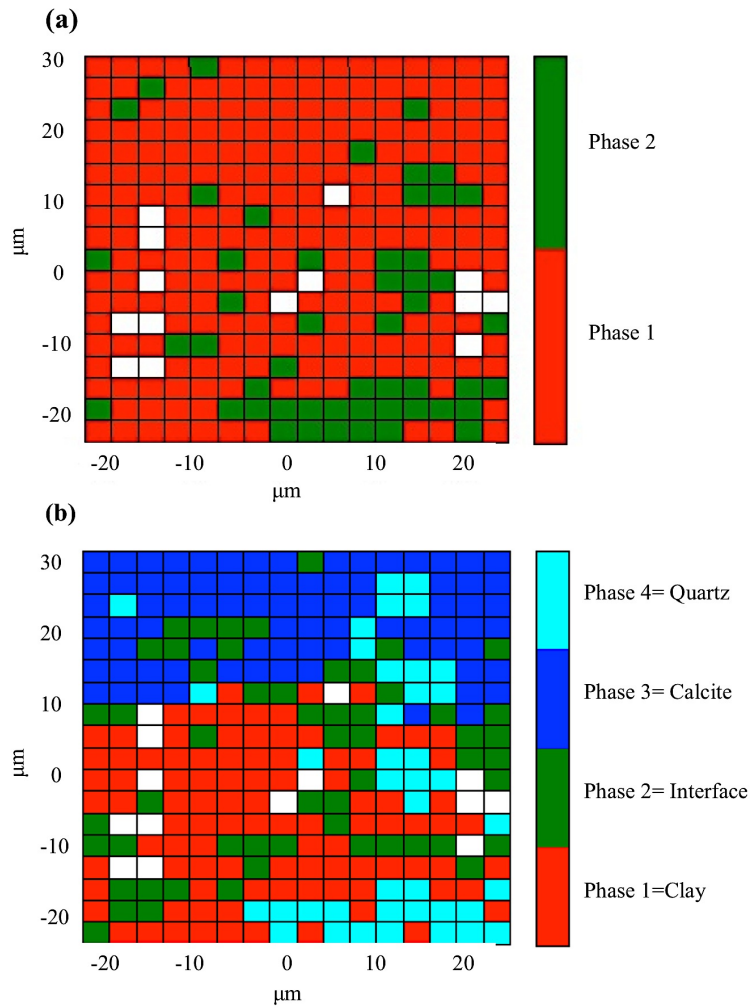 (a)
30
20
10
0
-10
-20
μm
-20 -10 0 10 20
μm
Phase 2
Phase 1
(b)
30
20
10
0
-10
-20
μm
-20 -10 0 10 20
μm
Phase 4= Quartz
Phase 3= Calcite
Phase 2= Interface
Phase 1=Clay